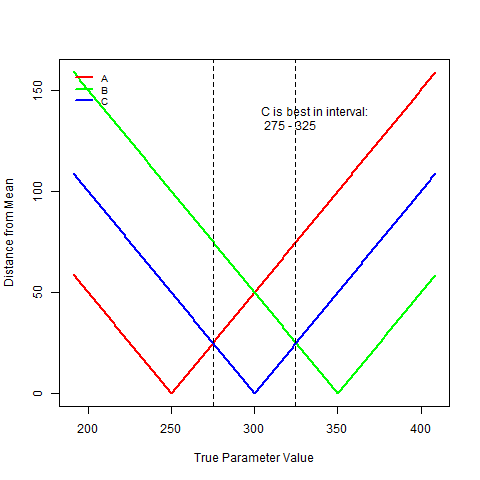 A
B
C
C is best in interval:
275 - 325
Distance from Mean
0
50
100
150
200
250
300
350
400
True Parameter Value